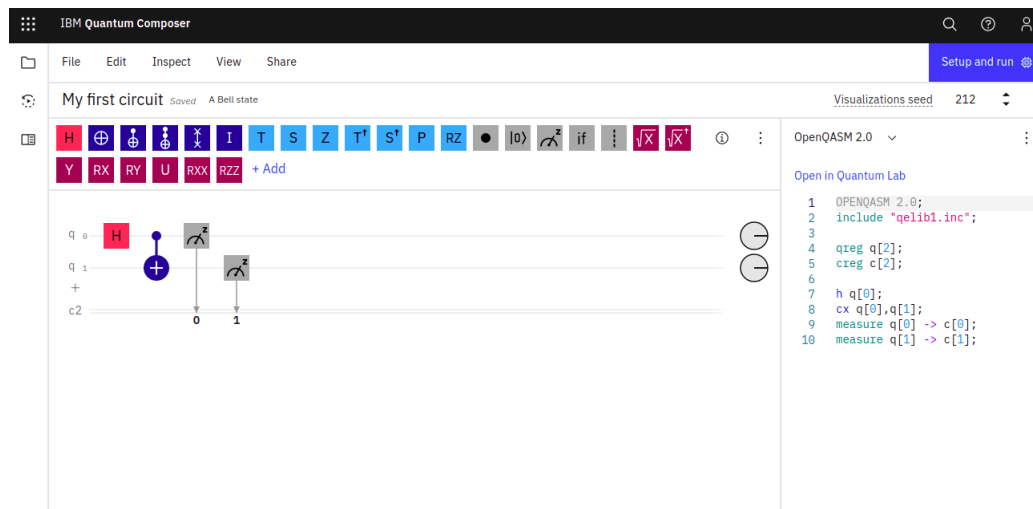 IBM Quantum Composer
File Edit Inspect View Share
Setup and run
My first circuit Saved A Bell state
Visualizations seed 212
H I T S Z T† S† P RZ |0⟩ z if √X √X†
Y RX RY U RXX RZZ + Add
q 0 H z
q 1 z
+
c2
0 1
OpenQASM 2.0
Open in Quantum Lab
1 OPENQASM 2.0;
2 include "qelib1.inc";
3
4 qreg q[2];
5 creg c[2];
6
7 h q[0];
8 cx q[0],q[1];
9 measure q[0] -> c[0];
10 measure q[1] -> c[1];